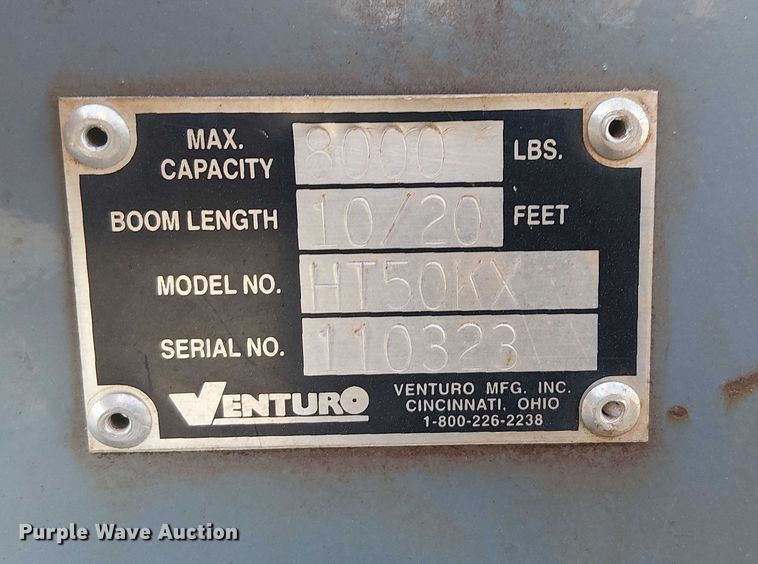 MAX. CAPACITY 8000 LBS.
BOOM LENGTH 10/20 FEET
MODEL NO. HT50KX
SERIAL NO. 110323
VENTURO
VENTURO MFG. INC.
CINCINNATI, OHIO
1-800-226-2238
Purple Wave Auction